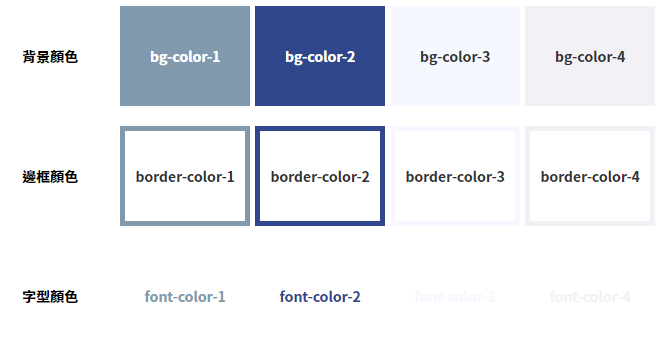 背景顏色
bg-color-1
bg-color-2
bg-color-3
bg-color-4
邊框顏色
border-color-1
border-color-2
border-color-3
border-color-4
字型顏色
font-color-1
font-color-2
font-color-3
font-color-4